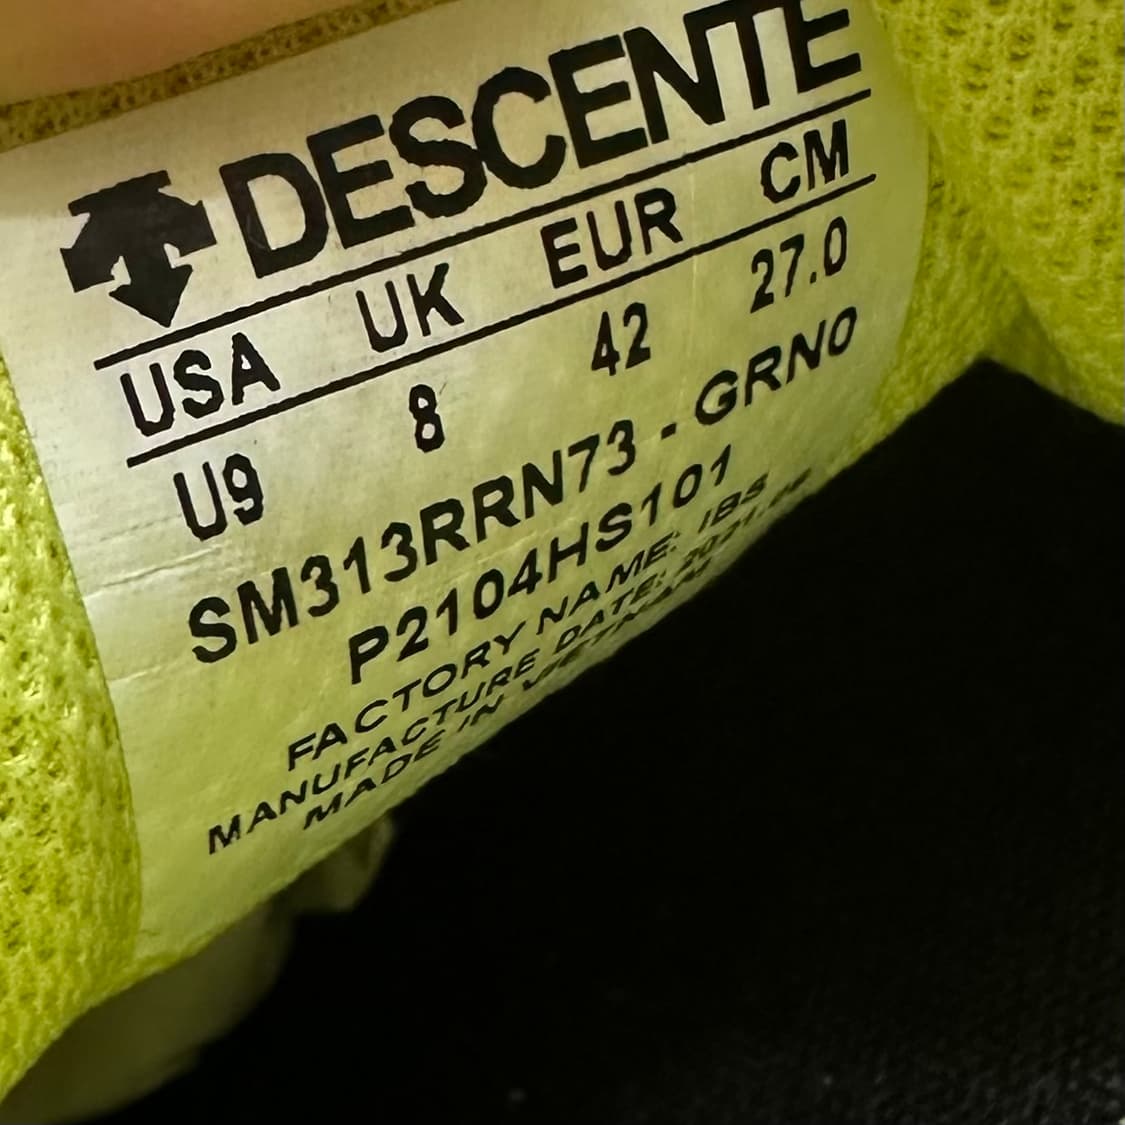 DESCENTE
USA UK EUR CM
U9 8 42 27.0
SM313RRN73 - GRN0
P2104HS101
FACTORY NAME: IBS
MANUFACTURE DATE:
MADE IN VIETNAM